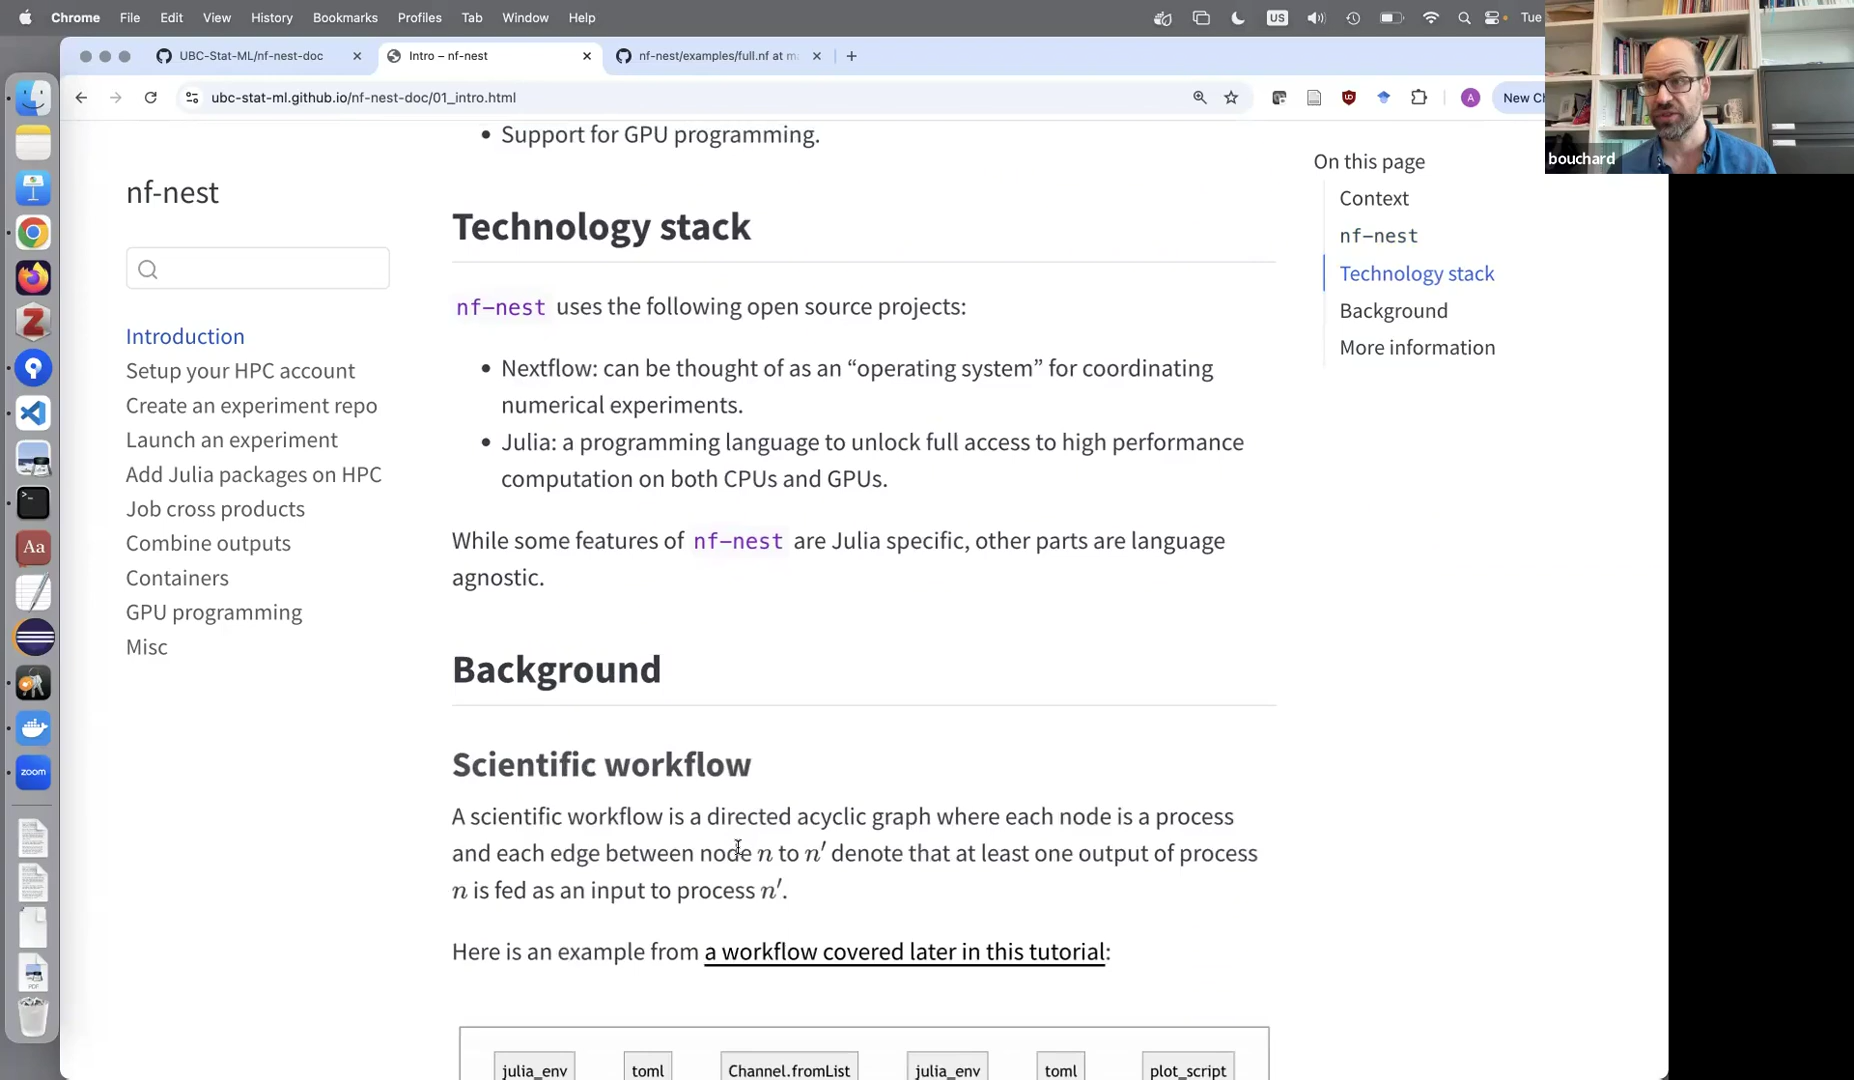 Chrome File Edit View History Bookmarks Profiles Tab Window Help US Tue
UBC-Stat-ML/nf-nest-doc
Intro – nf-nest
nf-nest/examples/full.nf at m
ubc-stat-ml.github.io/nf-nest-doc/01_intro.html
A
New Ch
bouchard
nf-nest
Introduction
Setup your HPC account
Create an experiment repo
Launch an experiment
Add Julia packages on HPC
Job cross products
Combine outputs
Containers
GPU programming
Misc
• Support for GPU programming.
Technology stack
nf-nest uses the following open source projects:
• Nextflow: can be thought of as an “operating system” for coordinating
numerical experiments.
• Julia: a programming language to unlock full access to high performance
computation on both CPUs and GPUs.
While some features of nf-nest are Julia specific, other parts are language
agnostic.
Background
Scientific workflow
A scientific workflow is a directed acyclic graph where each node is a process
and each edge between node n to n′ denote that at least one output of process
n is fed as an input to process n′.
Here is an example from a workflow covered later in this tutorial:
julia_env toml Channel.fromList julia_env toml plot_script
On this page
Context
nf-nest
Technology stack
Background
More information
Aa
zoom
PDF